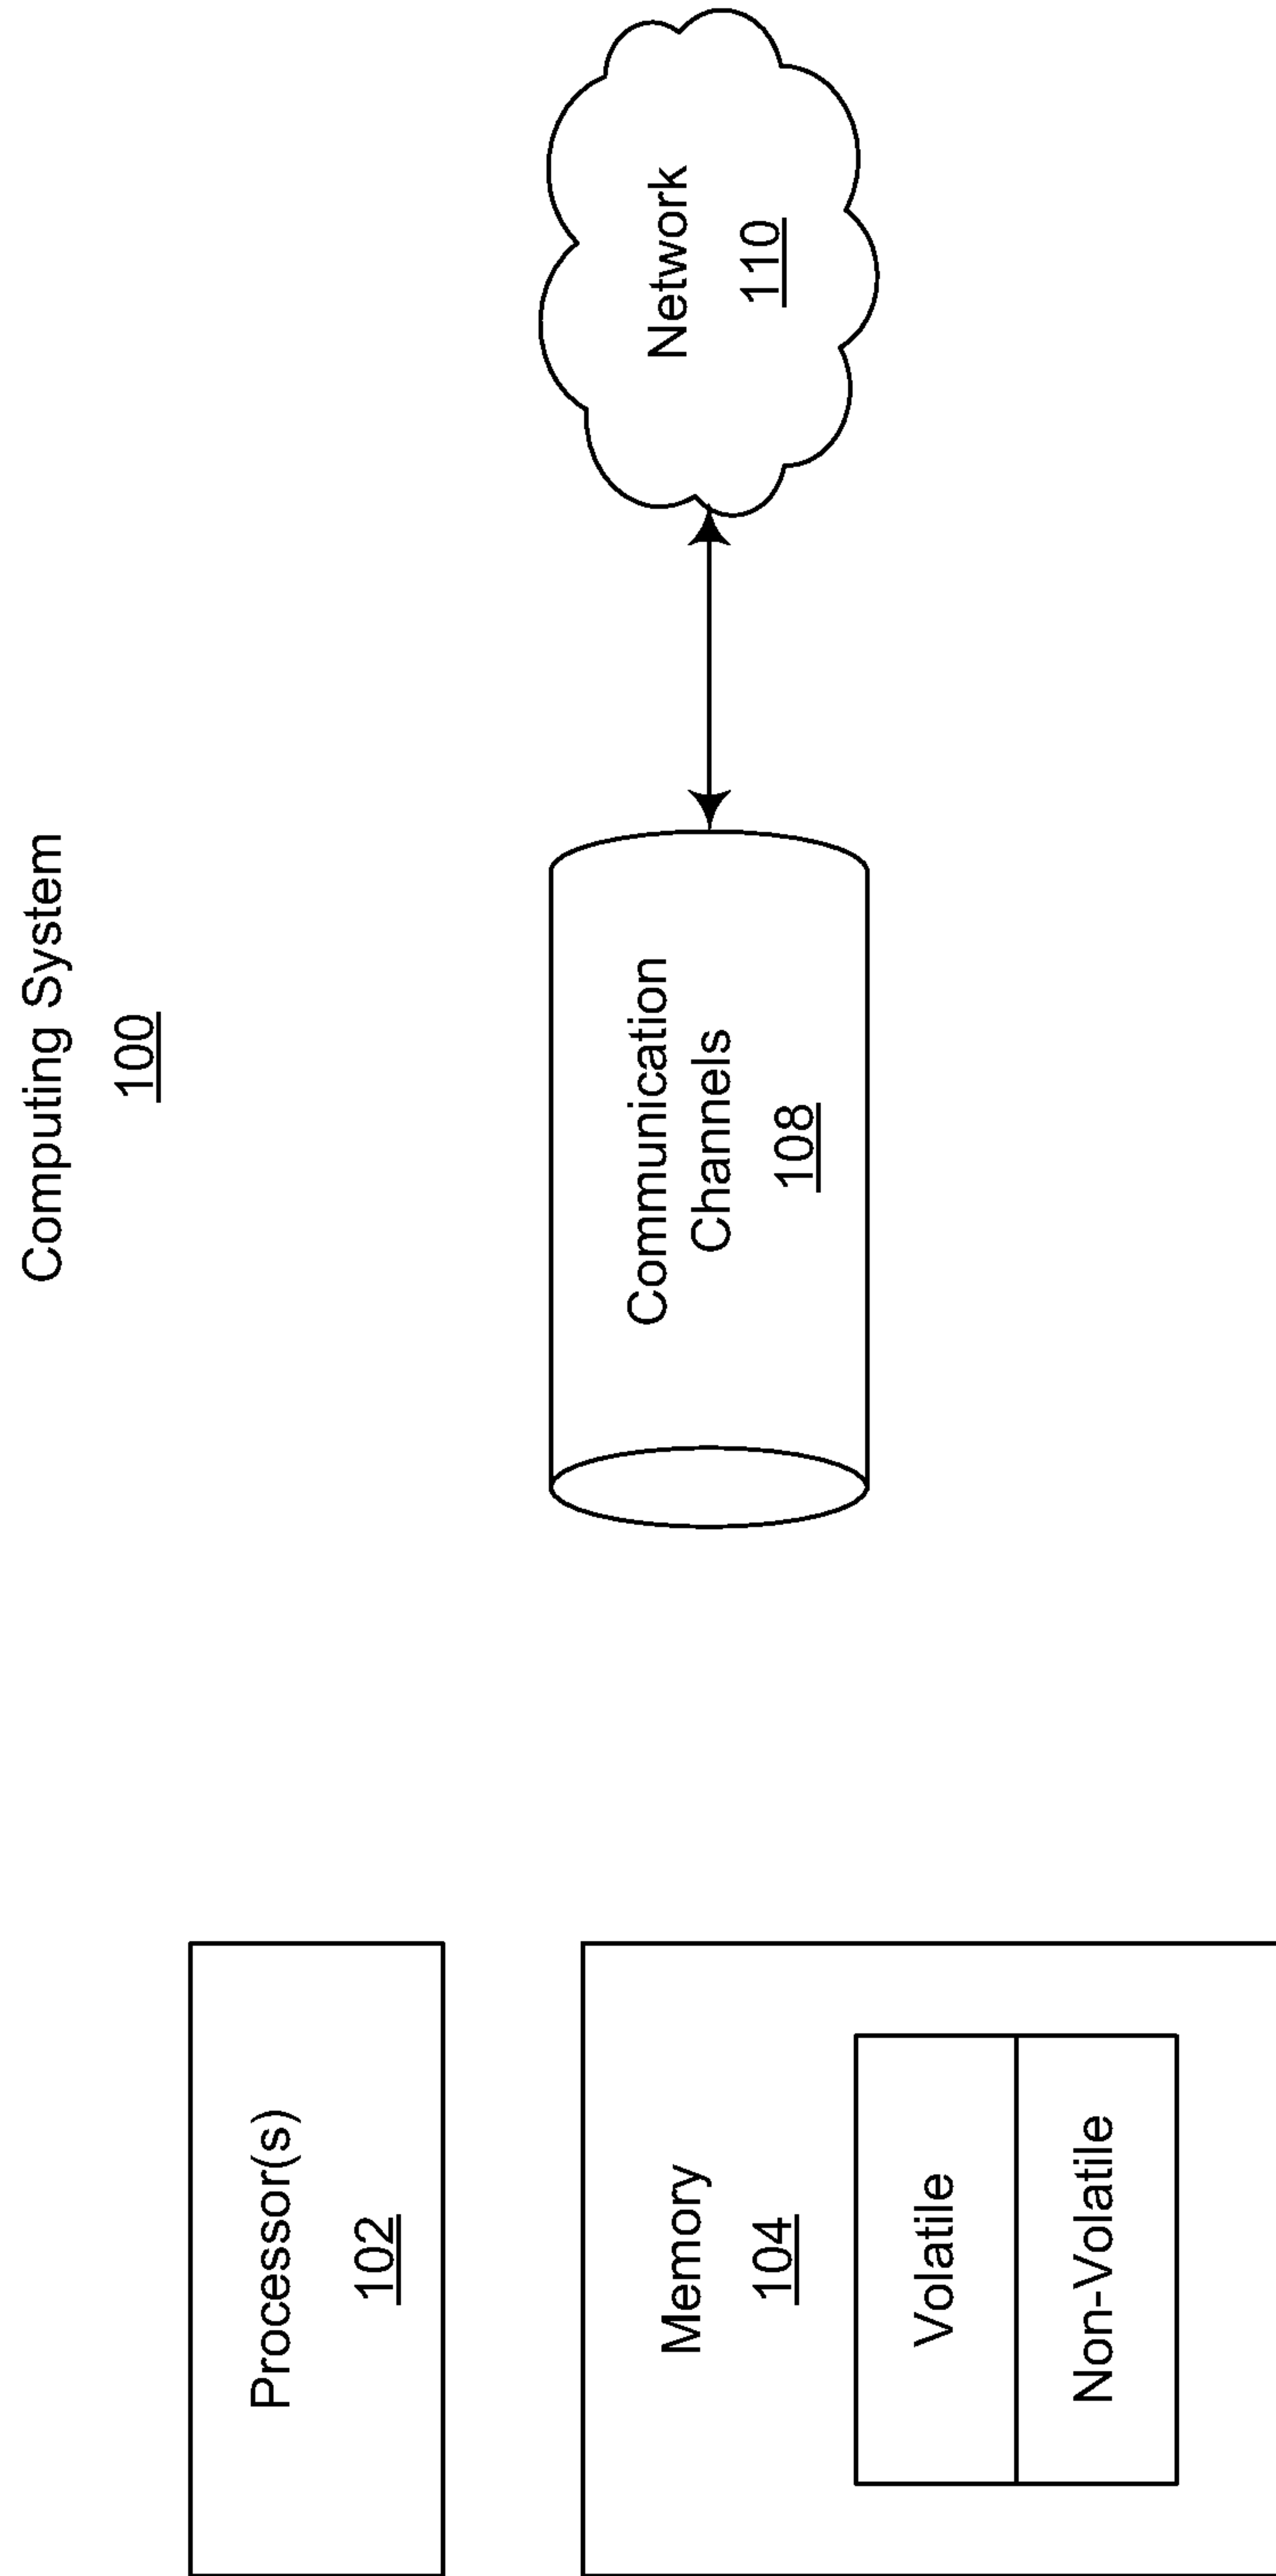 Computing System
100
Processor(s)
102
Memory
104
Volatile
Non-Volatile
Communication
Channels
108
Network
110